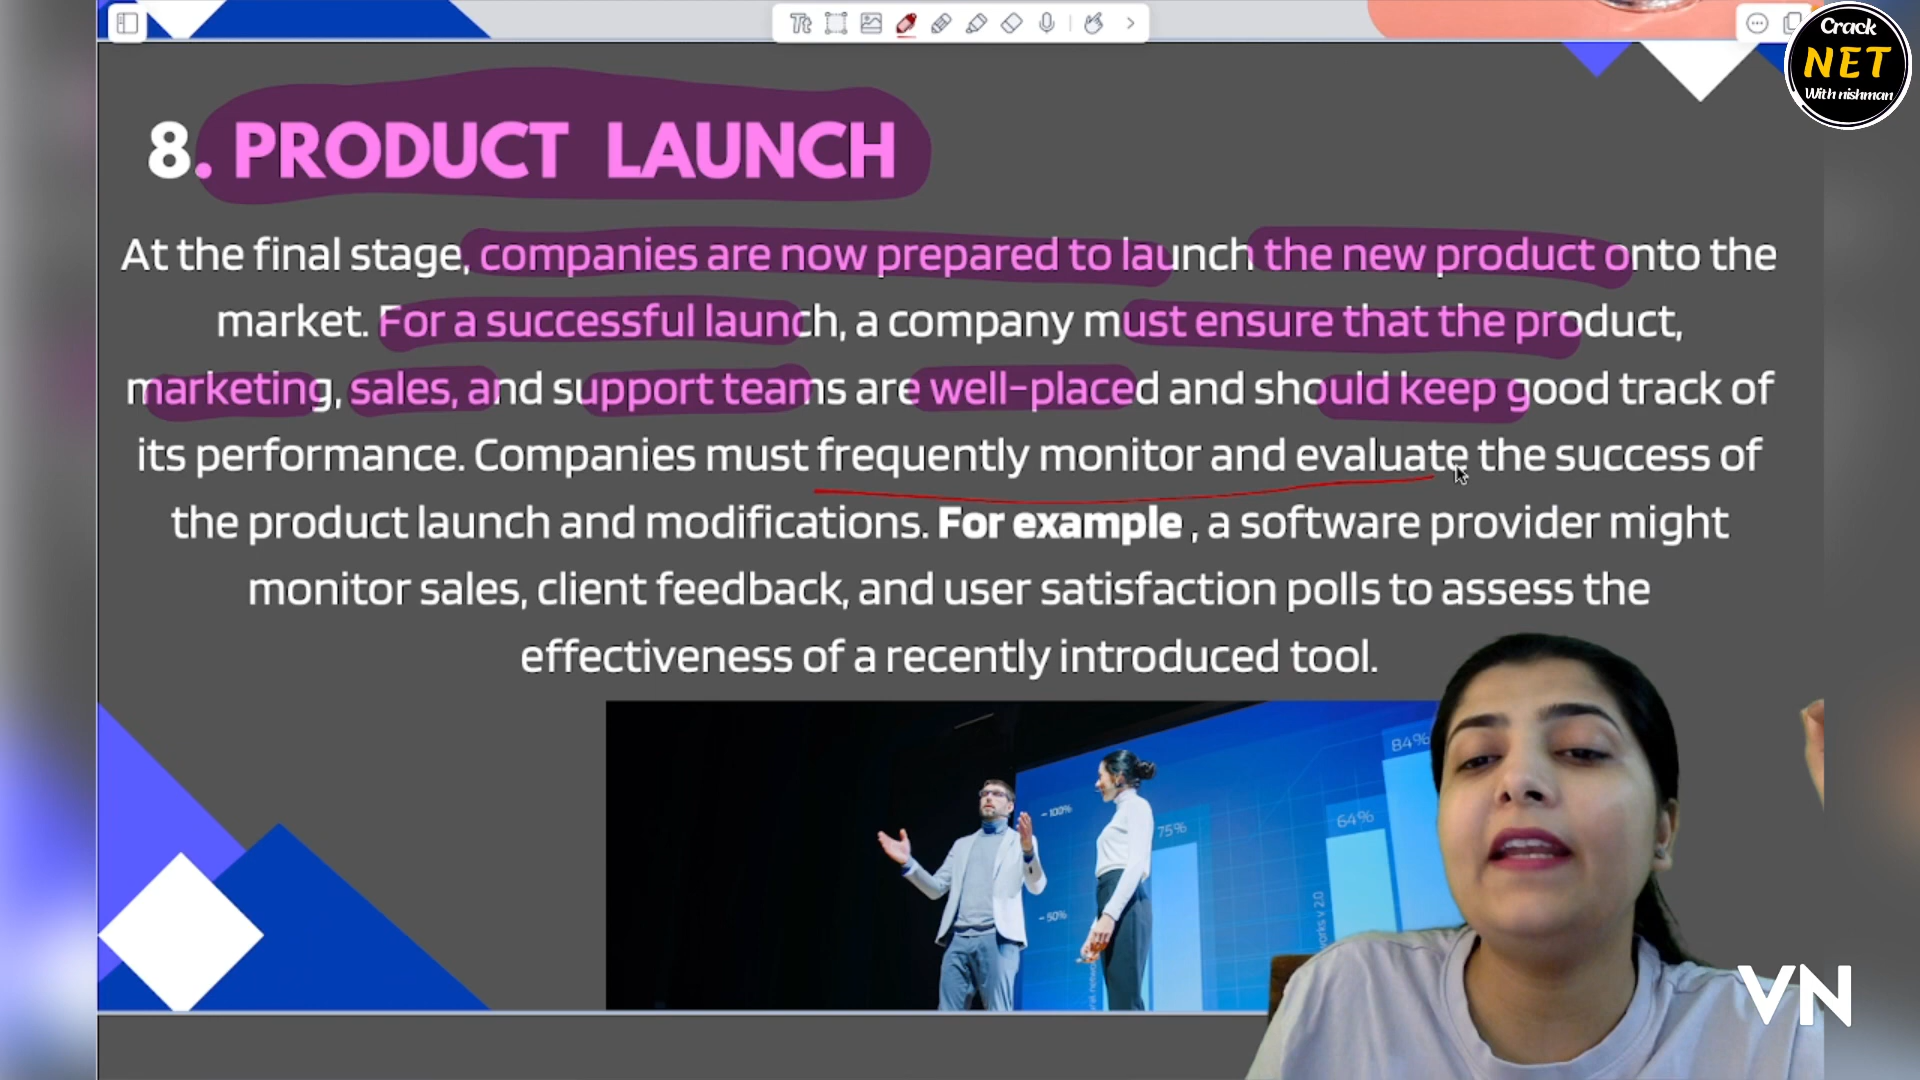 Crack
NET
With nishman
8. PRODUCT LAUNCH
At the final stage, companies are now prepared to launch the new product onto the
market. For a successful launch, a company must ensure that the product,
marketing, sales, and support teams are well-placed and should keep good track of
its performance. Companies must frequently monitor and evaluate the success of
the product launch and modifications. For example , a software provider might
monitor sales, client feedback, and user satisfaction polls to assess the
effectiveness of a recently introduced tool.
84%
100%
75%
64%
50%
VN